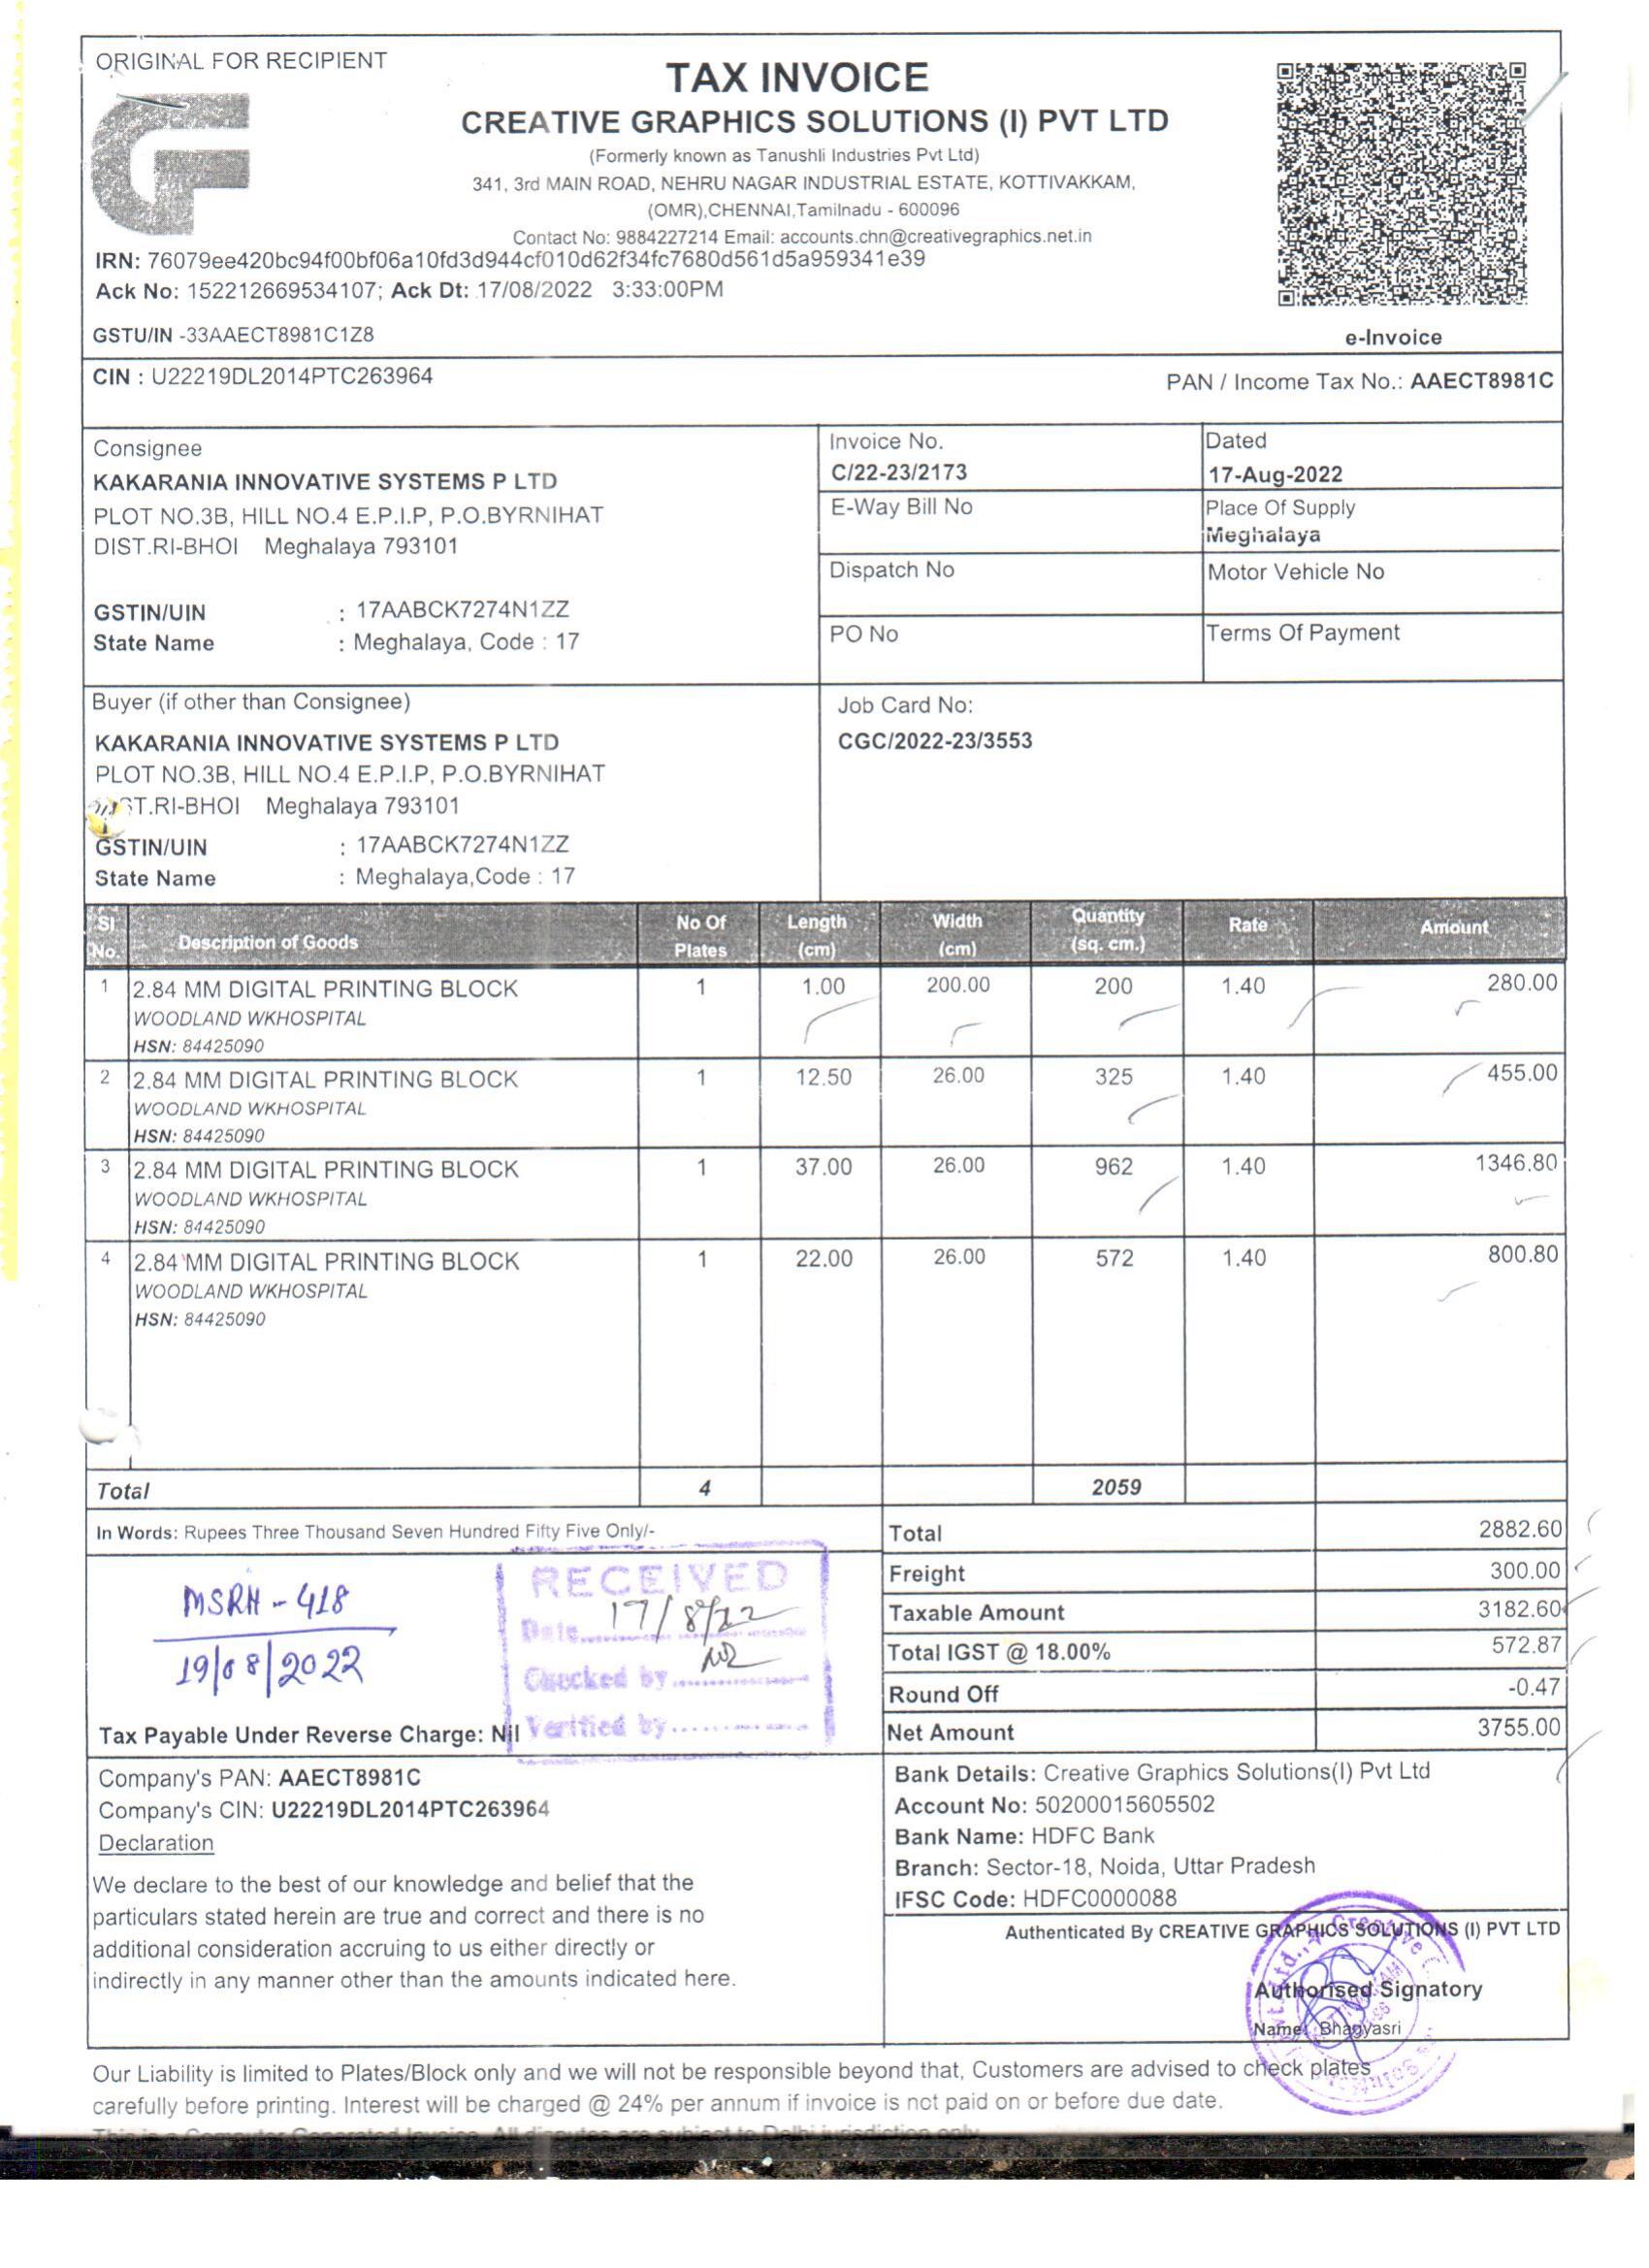 ORIGINAL FOR RECIPIENT
TAX INVOICE
CREATIVE GRAPHICS SOLUTIONS (I) PVT LTD
(Formerly known as Tanushli Industries Pvt Ltd)
341, 3rd MAIN ROAD, NEHRU NAGAR INDUSTRIAL ESTATE, KOTTIVAKKAM,
(OMR),CHENNAI,Tamilnadu - 600096
Contact No: 9884227214 Email: accounts.chn@creativegraphics.net.in
IRN: 76079ee420bc94f00bf06a10fd3d944cf010d62f34fc7680d561d5a959341e39
Ack No: 152212669534107; Ack Dt: 17/08/2022 3:33:00PM
GSTU/IN -33AAECT8981C1Z8
e-Invoice
CIN : U22219DL2014PTC263964
PAN / Income Tax No.: AAECT8981C
Consignee
KAKARANIA INNOVATIVE SYSTEMS P LTD
PLOT NO.3B, HILL NO.4 E.P.I.P, P.O.BYRNIHAT
DIST.RI-BHOI Meghalaya 793101
GSTIN/UIN : 17AABCK7274N1ZZ
State Name : Meghalaya, Code : 17
Invoice No.
C/22-23/2173
Dated
17-Aug-2022
E-Way Bill No
Place Of Supply
Meghalaya
Dispatch No
Motor Vehicle No
PO No
Terms Of Payment
Buyer (if other than Consignee)
KAKARANIA INNOVATIVE SYSTEMS P LTD
PLOT NO.3B, HILL NO.4 E.P.I.P, P.O.BYRNIHAT
ST.RI-BHOI Meghalaya 793101
GSTIN/UIN : 17AABCK7274N1ZZ
State Name : Meghalaya,Code : 17
Job Card No:
CGC/2022-23/3553
Sl No. Description of Goods No Of Plates Length (cm) Width (cm) Quantity (sq. cm.) Rate Amount
1 2.84 MM DIGITAL PRINTING BLOCK 1 1.00 200.00 200 1.40 280.00
WOODLAND WKHOSPITAL
HSN: 84425090
2 2.84 MM DIGITAL PRINTING BLOCK 1 12.50 26.00 325 1.40 455.00
WOODLAND WKHOSPITAL
HSN: 84425090
3 2.84 MM DIGITAL PRINTING BLOCK 1 37.00 26.00 962 1.40 1346.80
WOODLAND WKHOSPITAL
HSN: 84425090
4 2.84 MM DIGITAL PRINTING BLOCK 1 22.00 26.00 572 1.40 800.80
WOODLAND WKHOSPITAL
HSN: 84425090
Total 4 2059
In Words: Rupees Three Thousand Seven Hundred Fifty Five Only/-
MSRH - 418
19/08/2022
RECEIVED
Date 17/8/22
Checked by
Verified by
Tax Payable Under Reverse Charge: Nil
Total 2882.60
Freight 300.00
Taxable Amount 3182.60
Total IGST @ 18.00% 572.87
Round Off -0.47
Net Amount 3755.00
Company's PAN: AAECT8981C
Company's CIN: U22219DL2014PTC263964
Declaration
We declare to the best of our knowledge and belief that the
particulars stated herein are true and correct and there is no
additional consideration accruing to us either directly or
indirectly in any manner other than the amounts indicated here.
Bank Details: Creative Graphics Solutions(I) Pvt Ltd
Account No: 50200015605502
Bank Name: HDFC Bank
Branch: Sector-18, Noida, Uttar Pradesh
IFSC Code: HDFC0000088
Authenticated By CREATIVE GRAPHICS SOLUTIONS (I) PVT LTD
Authorised Signatory
Name: Bhagyasri
Our Liability is limited to Plates/Block only and we will not be responsible beyond that, Customers are advised to check plates
carefully before printing. Interest will be charged @ 24% per annum if invoice is not paid on or before due date.
This is a Computer Generated Invoice. All disputes are subject to Delhi jurisdiction only